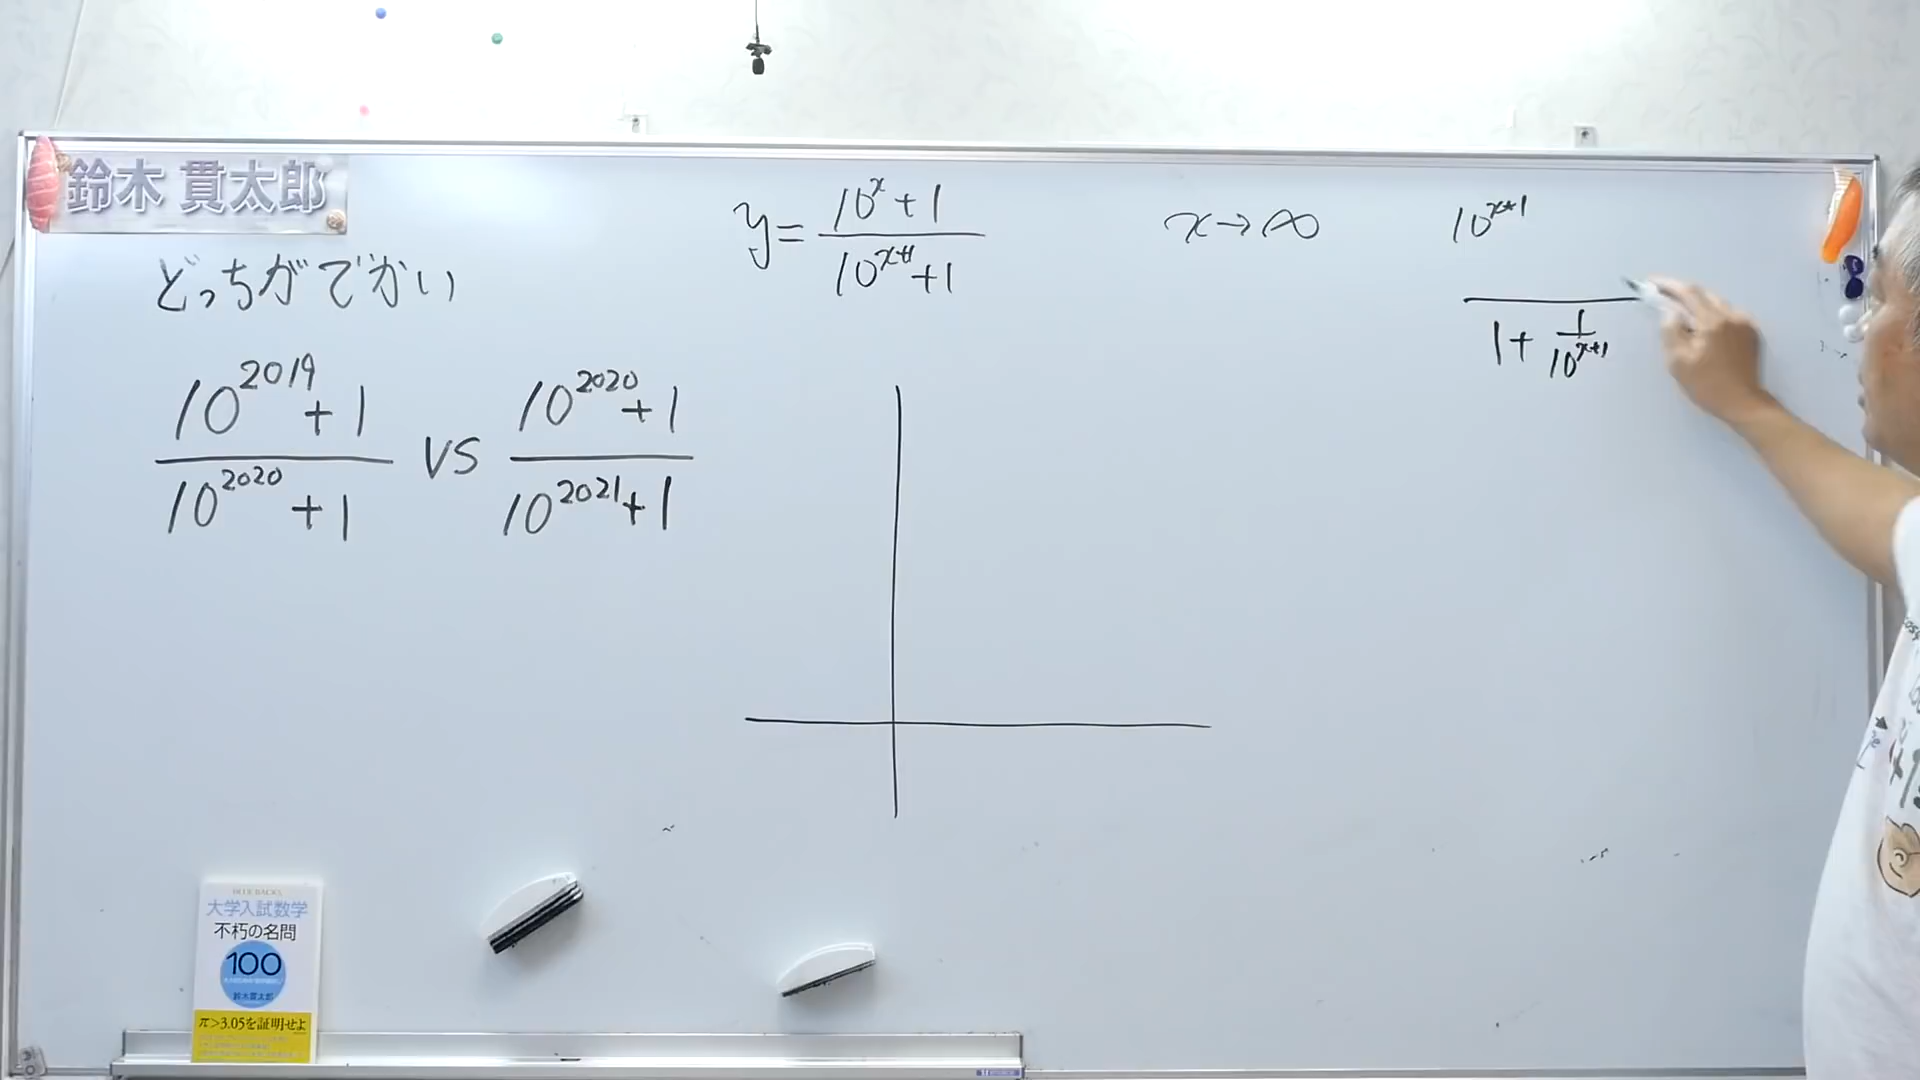 鈴木 貫太郎
どっちがでかい
10^2019 + 1 / 10^2020 + 1 vs 10^2020 + 1 / 10^2021 + 1
y = 10^x + 1 / 10^x+1 + 1
x → ∞
10^x+1
1 + 1 / 10^x+1
BLUE BACKS
大学入試数学
不朽の名問
100
鈴木貫太郎
π>3.05を証明せよ